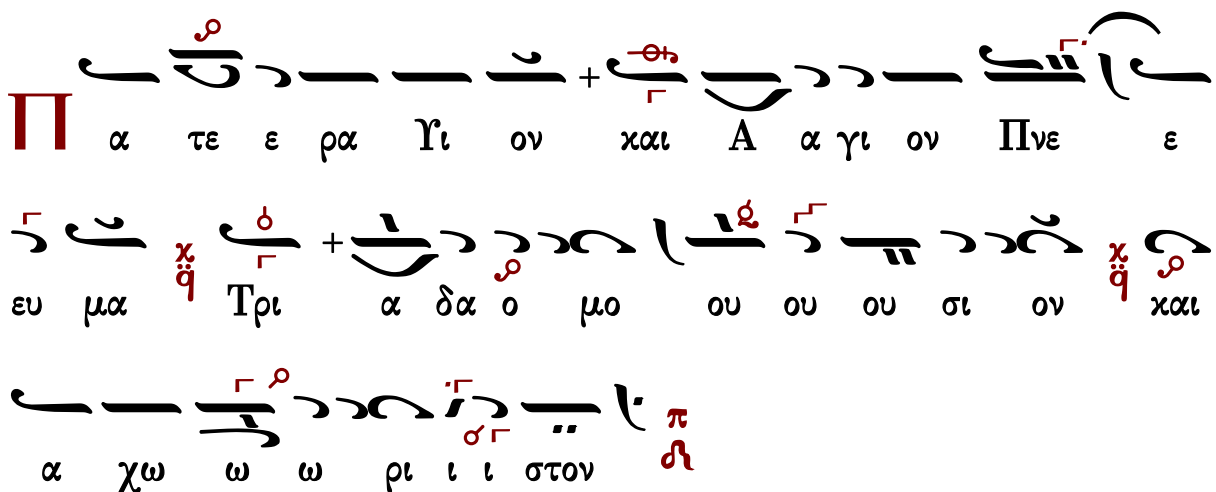 Πα τε ε ρα Υι ον και Α α γι ον Πνε ε
ευ μα χ̈ q Τρι α δα ο μο ου ου ου σι ον χ̈ q και
α χω ω ω ρι ι ι στον π